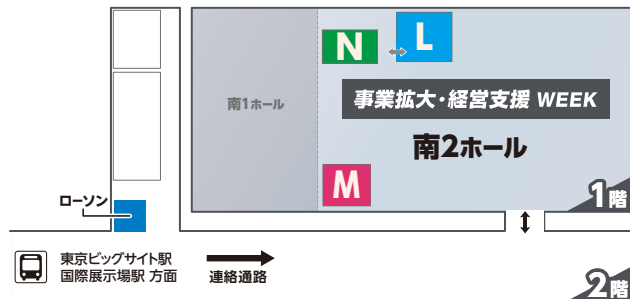 N
L
南1ホール
事業拡大・経営支援 WEEK
南2ホール
M
1階
ローソン
東京ビッグサイト駅
国際展示場駅 方面
連絡通路
2階